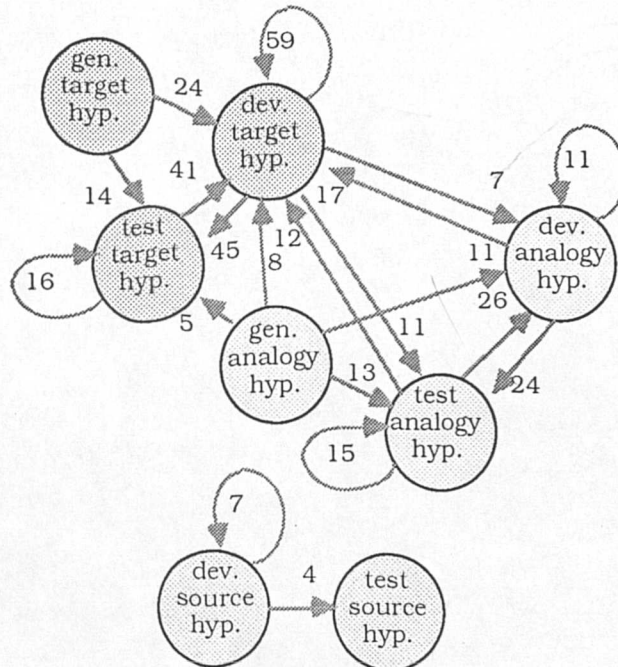 59
gen.
target
hyp.
24
dev.
target
hyp.
14
41
17
7
11
test
target
hyp.
45
12
8
11
dev.
analogy
hyp.
16
5
26
gen.
analogy
hyp.
11
13
24
test
analogy
hyp.
15
7
dev.
source
hyp.
4
test
source
hyp.